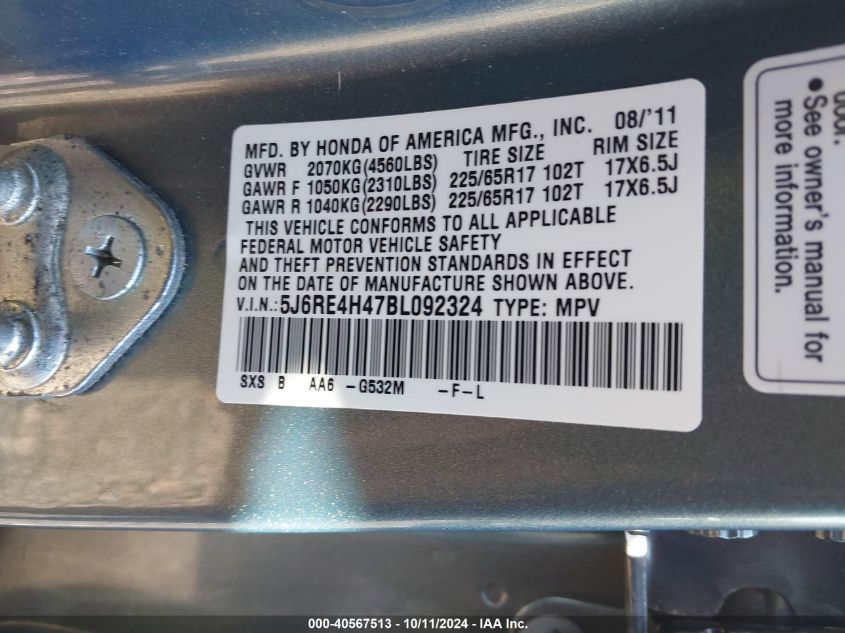 MFD. BY HONDA OF AMERICA MFG., INC. 08/'11
GVWR 2070KG(4560LBS) TIRE SIZE RIM SIZE
GAWR F 1050KG(2310LBS) 225/65R17 102T 17X6.5J
GAWR R 1040KG(2290LBS) 225/65R17 102T 17X6.5J
THIS VEHICLE CONFORMS TO ALL APPLICABLE
FEDERAL MOTOR VEHICLE SAFETY
AND THEFT PREVENTION STANDARDS IN EFFECT
ON THE DATE OF MANUFACTURE SHOWN ABOVE.
V.I.N.: 5J6RE4H47BL092324 TYPE: MPV
SXS B AA6 -G532M -F-L
door.
•See owner's manual for
more information.
000-40567513 - 10/11/2024 - IAA Inc.